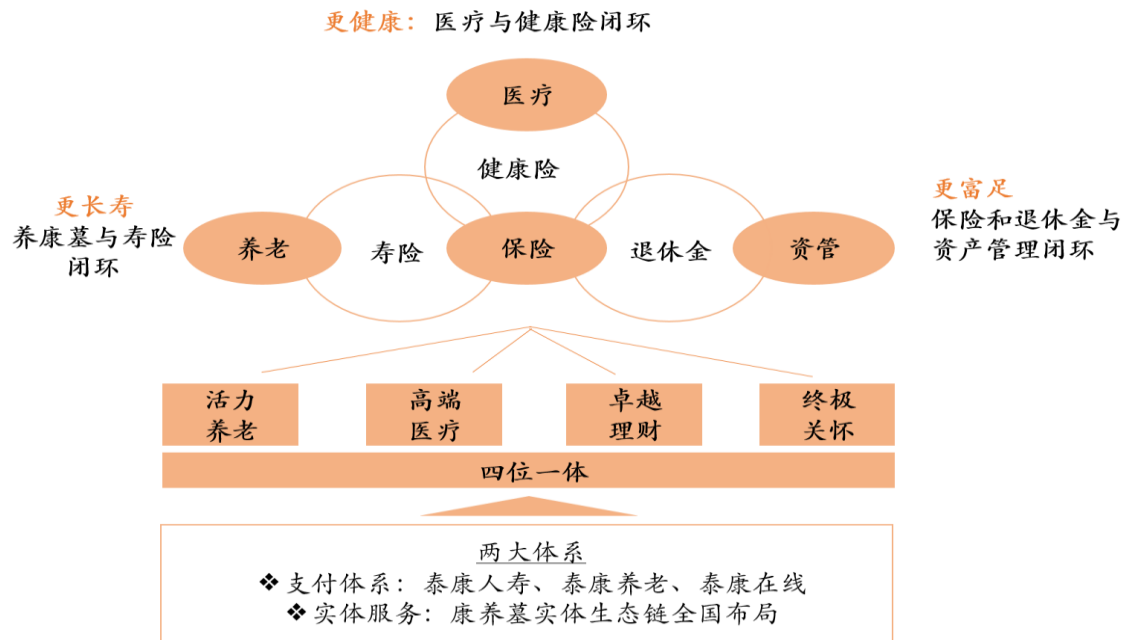 更健康：医疗与健康险闭环
医疗
健康险
更长寿
养康墓与寿险
闭环
养老
寿险
保险
退休金
资管
更富足
保险和退休金与
资产管理闭环
活力
养老
高端
医疗
卓越
理财
终极
关怀
四位一体
两大体系
❖支付体系：泰康人寿、泰康养老、泰康在线
❖实体服务：康养墓实体生态链全国布局